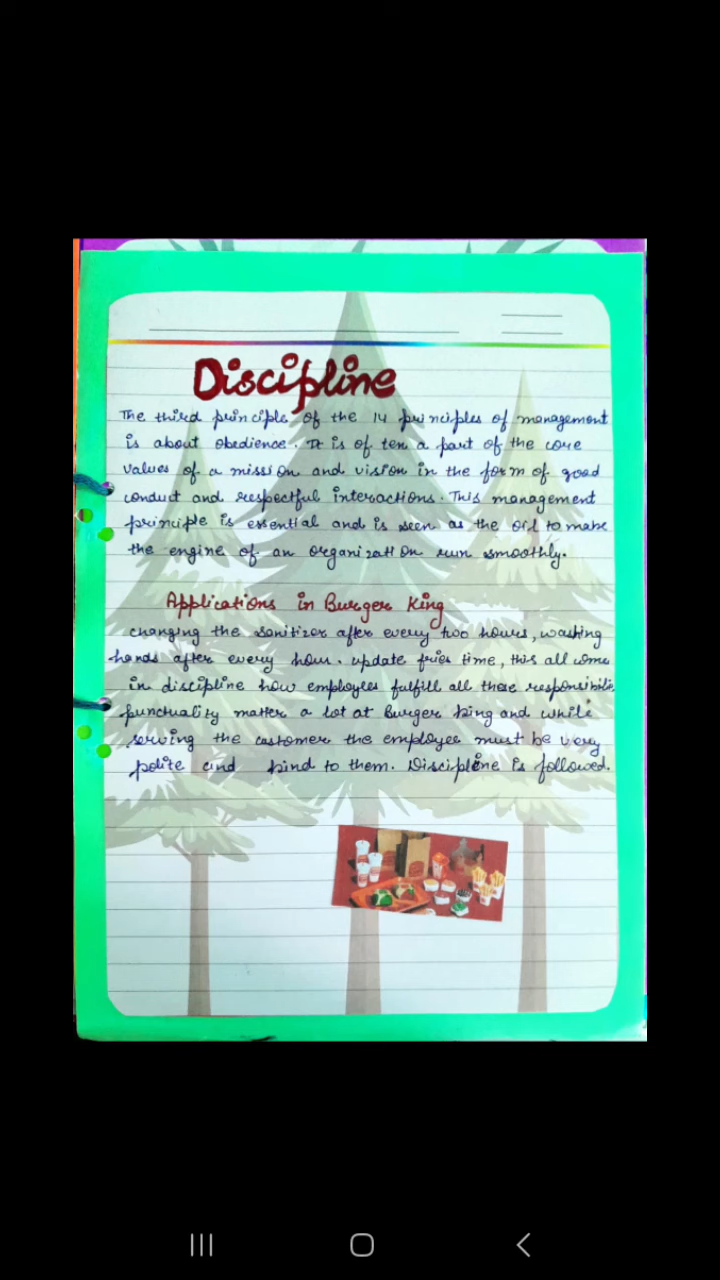 Discipline
The third principle of the 14 principles of management
is about obedience. It is of ten a part of the core
values of a mission and vision in the form of good
conduct and respectful interactions. This management
principle is essential and is seen as the oil to make
the engine of an organization run smoothly.
Applications in Burger King
changing the sanitizer after every two hours, washing
hands after every hour. update fries time, this all come
in discipline how employees fulfill all these responsibilis
punctuality matter a lot at Burger king and while
serving the customer the employee must be very
polite and kind to them. Discipline is followed.